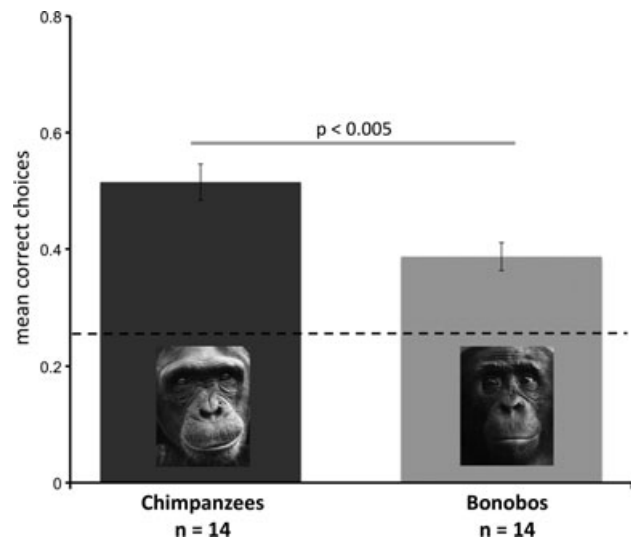 0.8
0.6
0.4
0.2
0
mean correct choices
p < 0.005
Chimpanzees
n = 14
Bonobos
n = 14